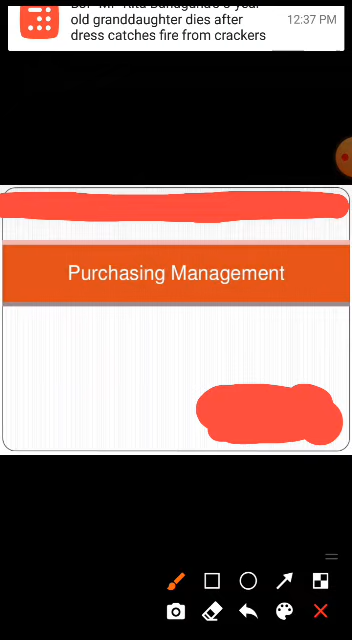 old granddaughter dies after
12:37 PM
dress catches fire from crackers
Purchasing Management